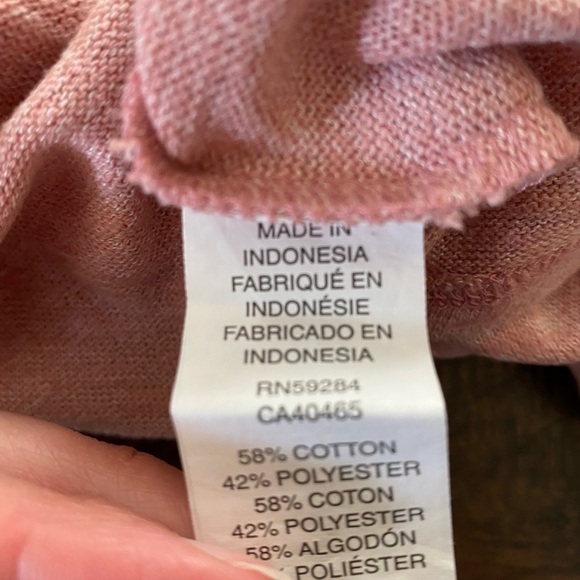 MADE IN
INDONESIA
FABRIQUÉ EN
INDONÉSIE
FABRICADO EN
INDONESIA
RN59284
CA40465
58% COTTON
42% POLYESTER
58% COTON
42% POLYESTER
58% ALGODÓN
POLIÉSTER